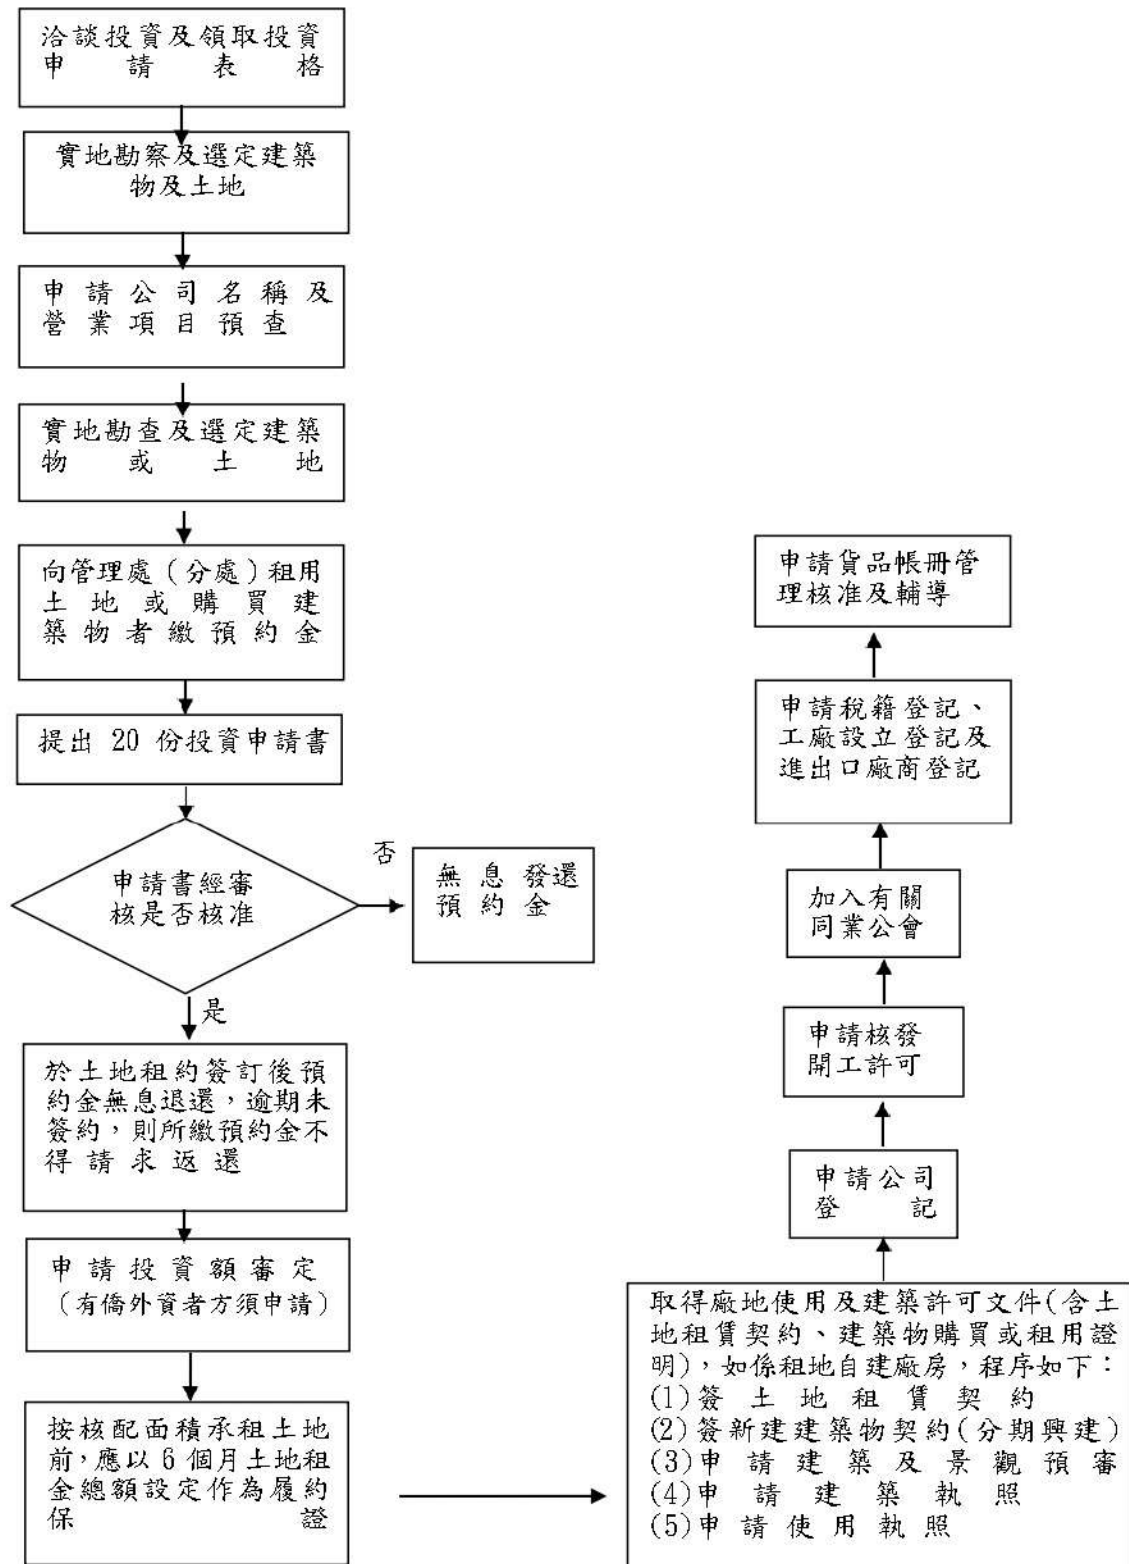 洽談投資及領取投資
申請表格
實地勘察及選定建築
物及土地
申請公司名稱及
營業項目預查
實地勘查及選定建築
物或土地
向管理處（分處）租用
土地或購買建
築物者繳預約金
提出 20 份投資申請書
申請書經審
核是否核准
否
無息發還
預約金
是
於土地租約簽訂後預
約金無息退還，逾期未
簽約，則所繳預約金不
得請求返還
申請投資額審定
（有僑外資者方須申請）
按核配面積承租土地
前，應以 6 個月土地租
金總額設定作為履約
保證
取得廠地使用及建築許可文件(含土
地租賃契約、建築物購買或租用證
明)，如係租地自建廠房，程序如下：
(1)簽土地租賃契約
(2)簽新建建築物契約(分期興建)
(3)申請建築及景觀預審
(4)申請建築執照
(5)申請使用執照
申請公司
登記
申請核發
開工許可
加入有關
同業公會
申請稅籍登記、
工廠設立登記及
進出口廠商登記
申請貨品帳冊管
理核准及輔導